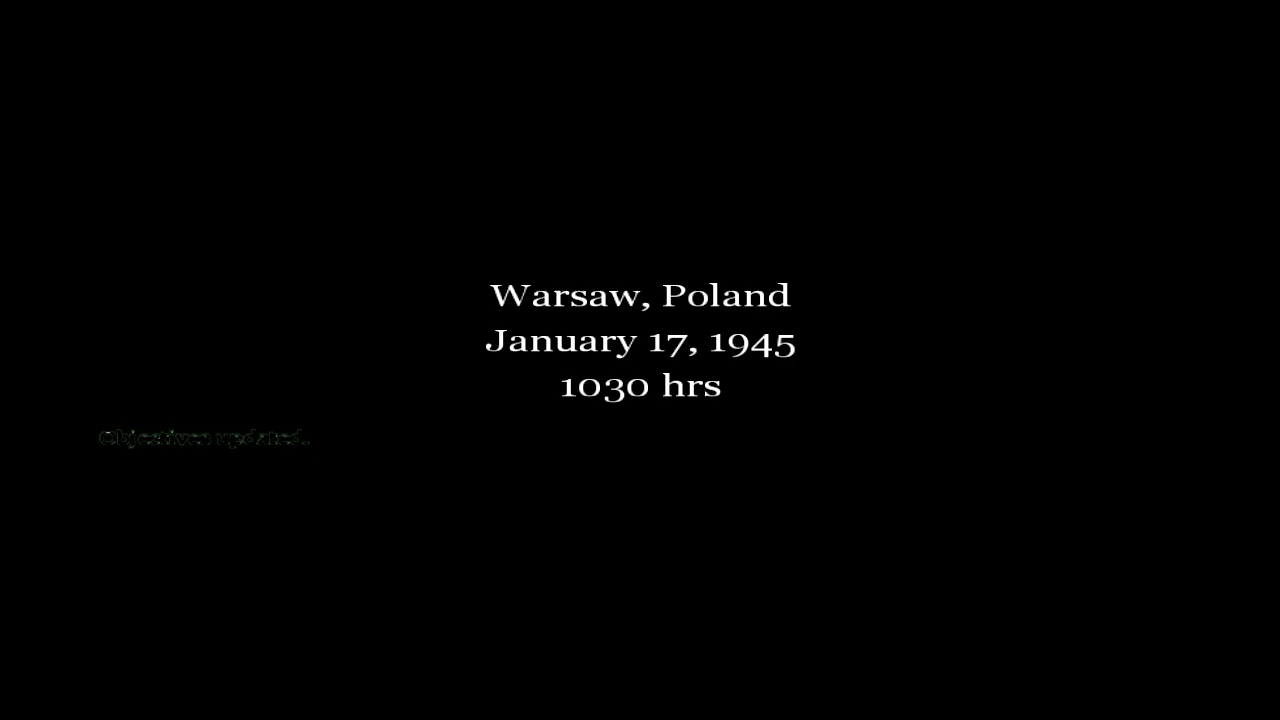 Warsaw, Poland
January 17, 1945
1030 hrs
Objectives updated.